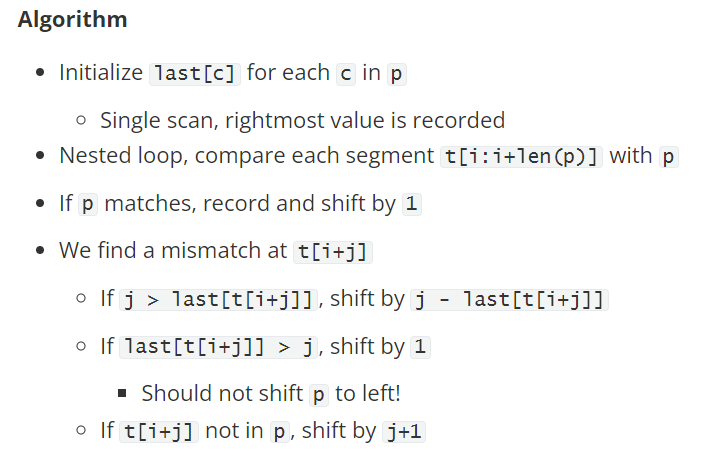 Algorithm
• Initialize last[c] for each c in p
○ Single scan, rightmost value is recorded
• Nested loop, compare each segment t[i:i+len(p)] with p
• If p matches, record and shift by 1
• We find a mismatch at t[i+j]
○ If j > last[t[i+j]], shift by j - last[t[i+j]]
○ If last[t[i+j]] > j, shift by 1
▪ Should not shift p to left!
○ If t[i+j] not in p, shift by j+1